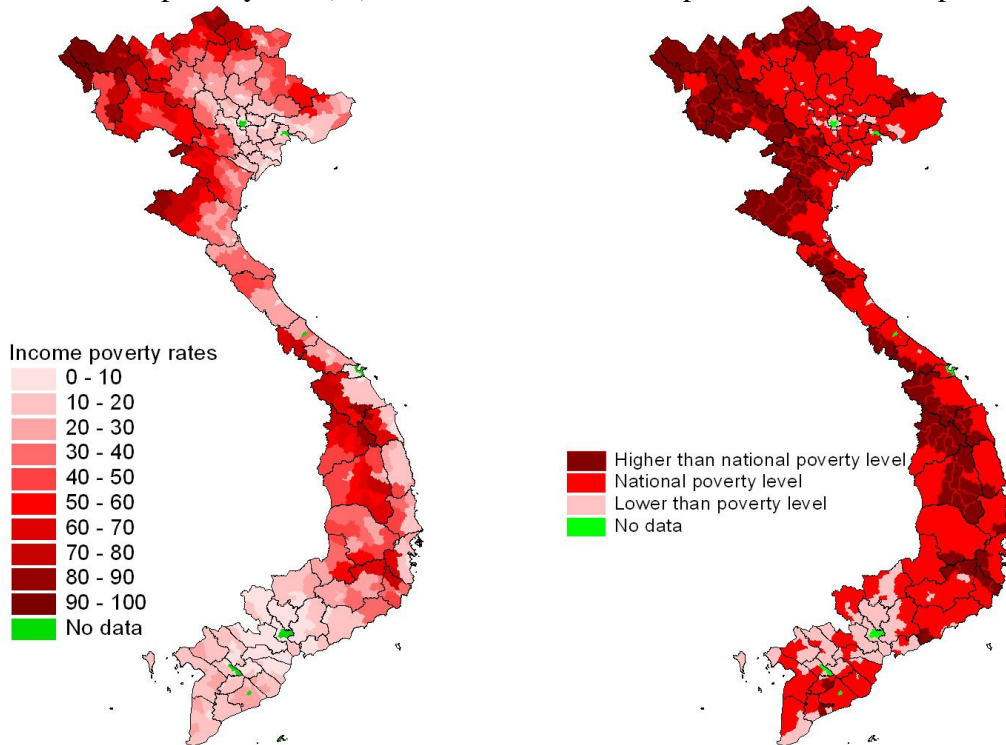 Income poverty rates
0 - 10
10 - 20
20 - 30
30 - 40
40 - 50
50 - 60
60 - 70
70 - 80
80 - 90
90 - 100
No data
Higher than national poverty level
National poverty level
Lower than poverty level
No data